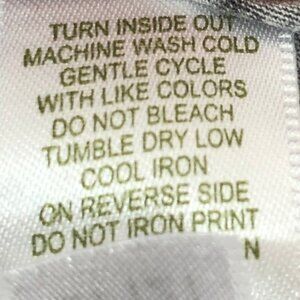 TURN INSIDE OUT
MACHINE WASH COLD
GENTLE CYCLE
WITH LIKE COLORS
DO NOT BLEACH
TUMBLE DRY LOW
COOL IRON
ON REVERSE SIDE
DO NOT IRON PRINT
N